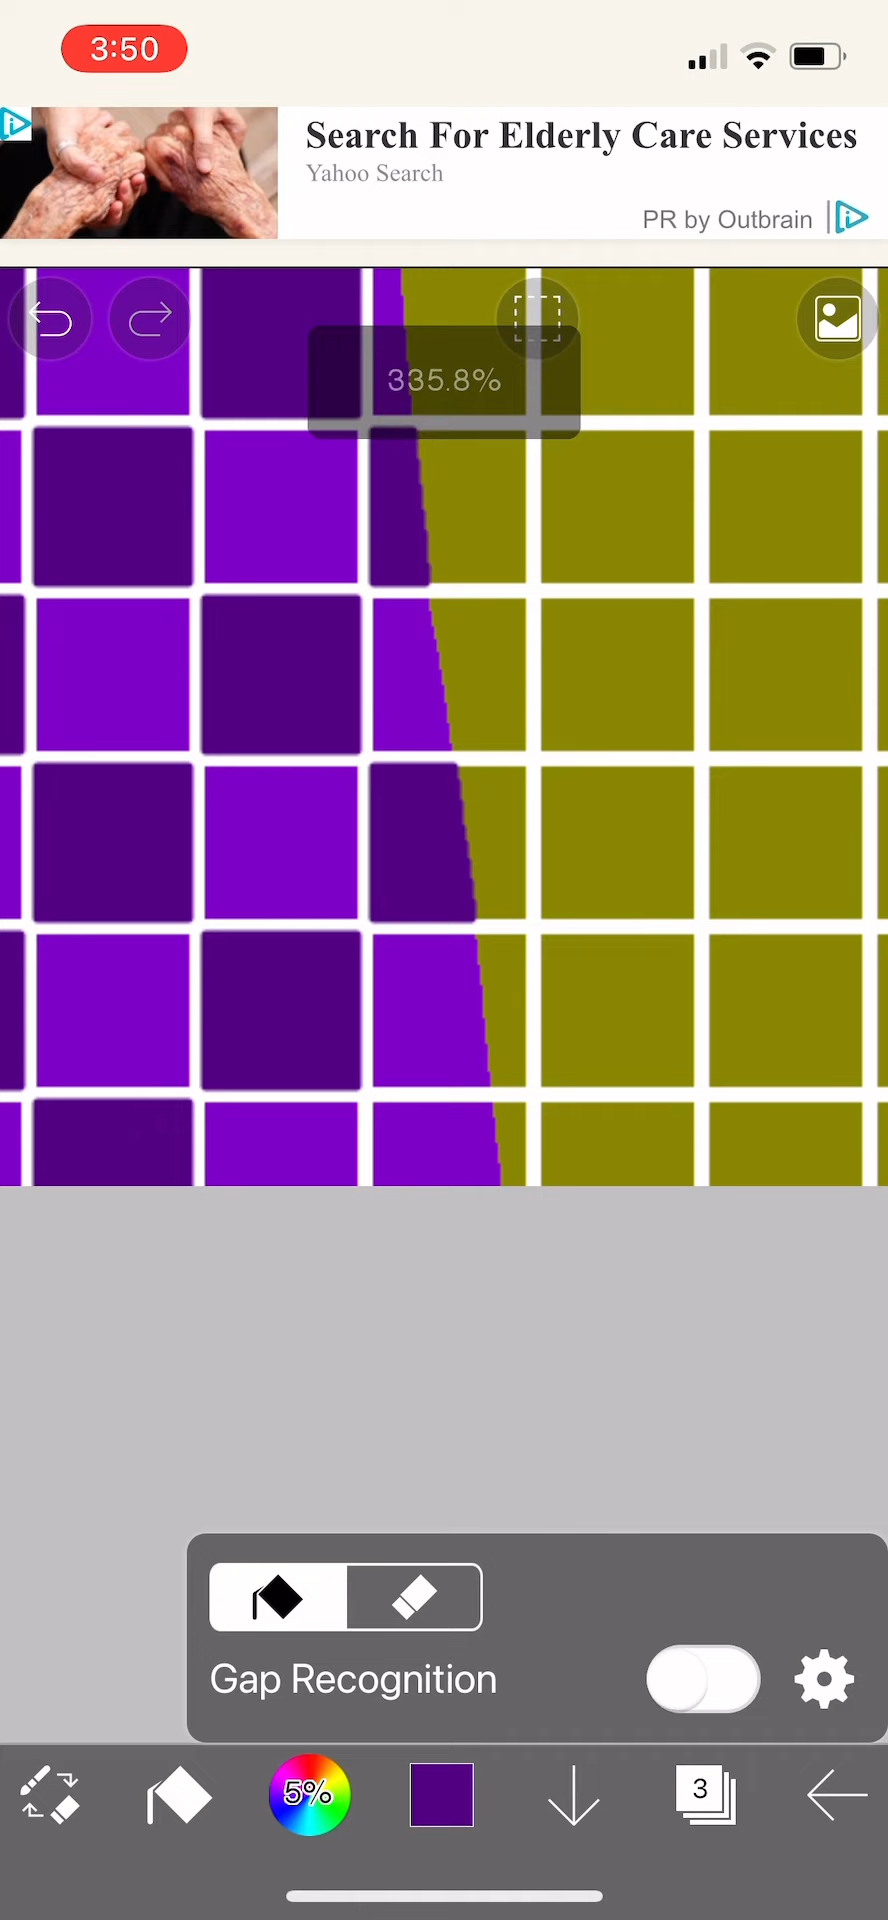 3:50
Search For Elderly Care Services
Yahoo Search
PR by Outbrain
335.8%
Gap Recognition
5%
3